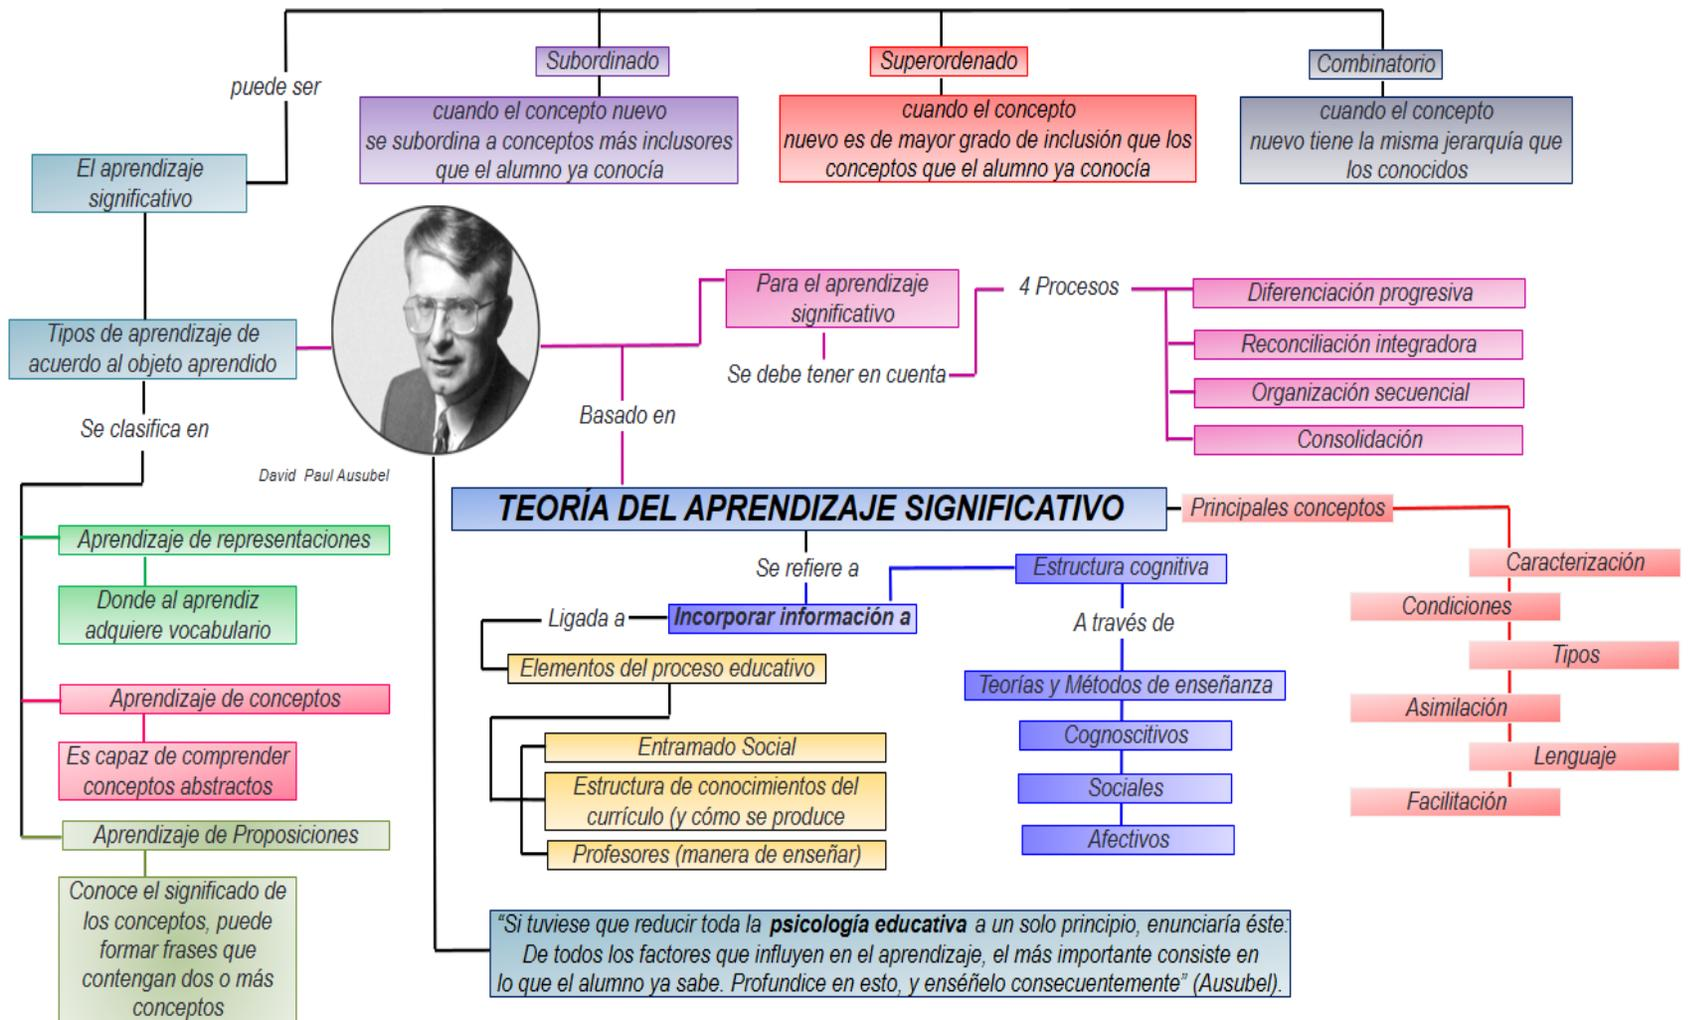 puede ser
Subordinado
cuando el concepto nuevo
se subordina a conceptos más inclusores
que el alumno ya conocía
Superordenado
cuando el concepto
nuevo es de mayor grado de inclusión que los
conceptos que el alumno ya conocía
Combinatorio
cuando el concepto
nuevo tiene la misma jerarquía que
los conocidos
El aprendizaje
significativo
Tipos de aprendizaje de
acuerdo al objeto aprendido
Se clasifica en
David Paul Ausubel
Para el aprendizaje
significativo
Se debe tener en cuenta
4 Procesos
Diferenciación progresiva
Reconciliación integradora
Organización secuencial
Consolidación
Basado en
TEORÍA DEL APRENDIZAJE SIGNIFICATIVO
Principales conceptos
Caracterización
Condiciones
Tipos
Asimilación
Lenguaje
Facilitación
Aprendizaje de representaciones
Donde al aprendiz
adquiere vocabulario
Aprendizaje de conceptos
Es capaz de comprender
conceptos abstractos
Aprendizaje de Proposiciones
Conoce el significado de
los conceptos, puede
formar frases que
contengan dos o más
conceptos
Se refiere a
Incorporar información a
Ligada a
Elementos del proceso educativo
Entramado Social
Estructura de conocimientos del
currículo (y cómo se produce
Profesores (manera de enseñar)
Estructura cognitiva
A través de
Teorías y Métodos de enseñanza
Cognoscitivos
Sociales
Afectivos
“Si tuviese que reducir toda la psicología educativa a un solo principio, enunciaría éste:
De todos los factores que influyen en el aprendizaje, el más importante consiste en
lo que el alumno ya sabe. Profundice en esto, y enséñelo consecuentemente” (Ausubel).